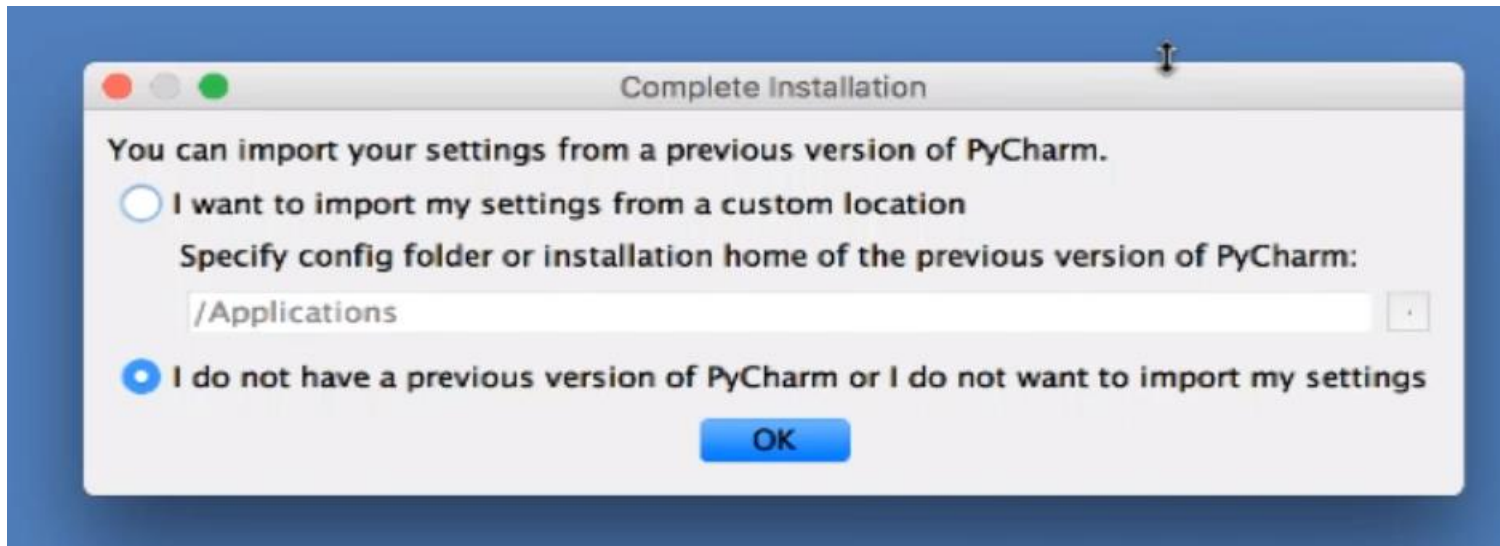 Complete Installation
You can import your settings from a previous version of PyCharm.
I want to import my settings from a custom location
Specify config folder or installation home of the previous version of PyCharm:
/Applications
I do not have a previous version of PyCharm or I do not want to import my settings
OK